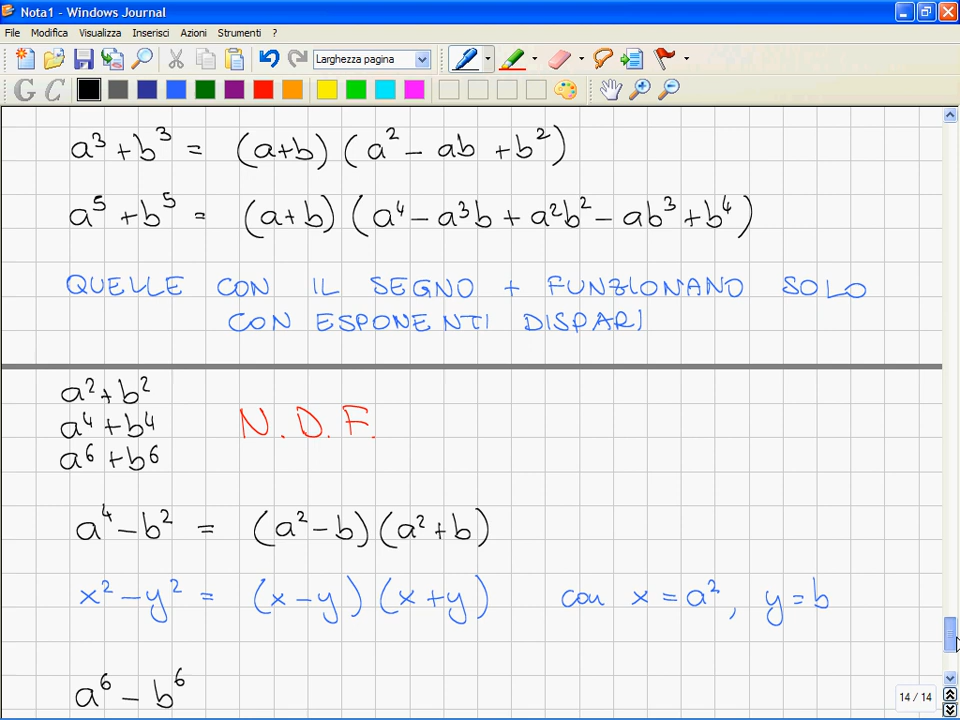 Nota1 - Windows Journal
File Modifica Visualizza Inserisci Azioni Strumenti ?
Larghezza pagina
G C
a³ + b³ = (a+b) (a² - ab + b²)
a⁵ + b⁵ = (a+b) (a⁴ - a³b + a²b² - ab³ + b⁴)
QUELLE CON IL SEGNO + FUNZIONANO SOLO
CON ESPONENTI DISPARI
a² + b²
a⁴ + b⁴
N.D.F.
a⁶ + b⁶
a⁴ - b² = (a² - b) (a² + b)
x² - y² = (x - y) (x + y) con x = a², y = b
a⁶ - b⁶
14 / 14